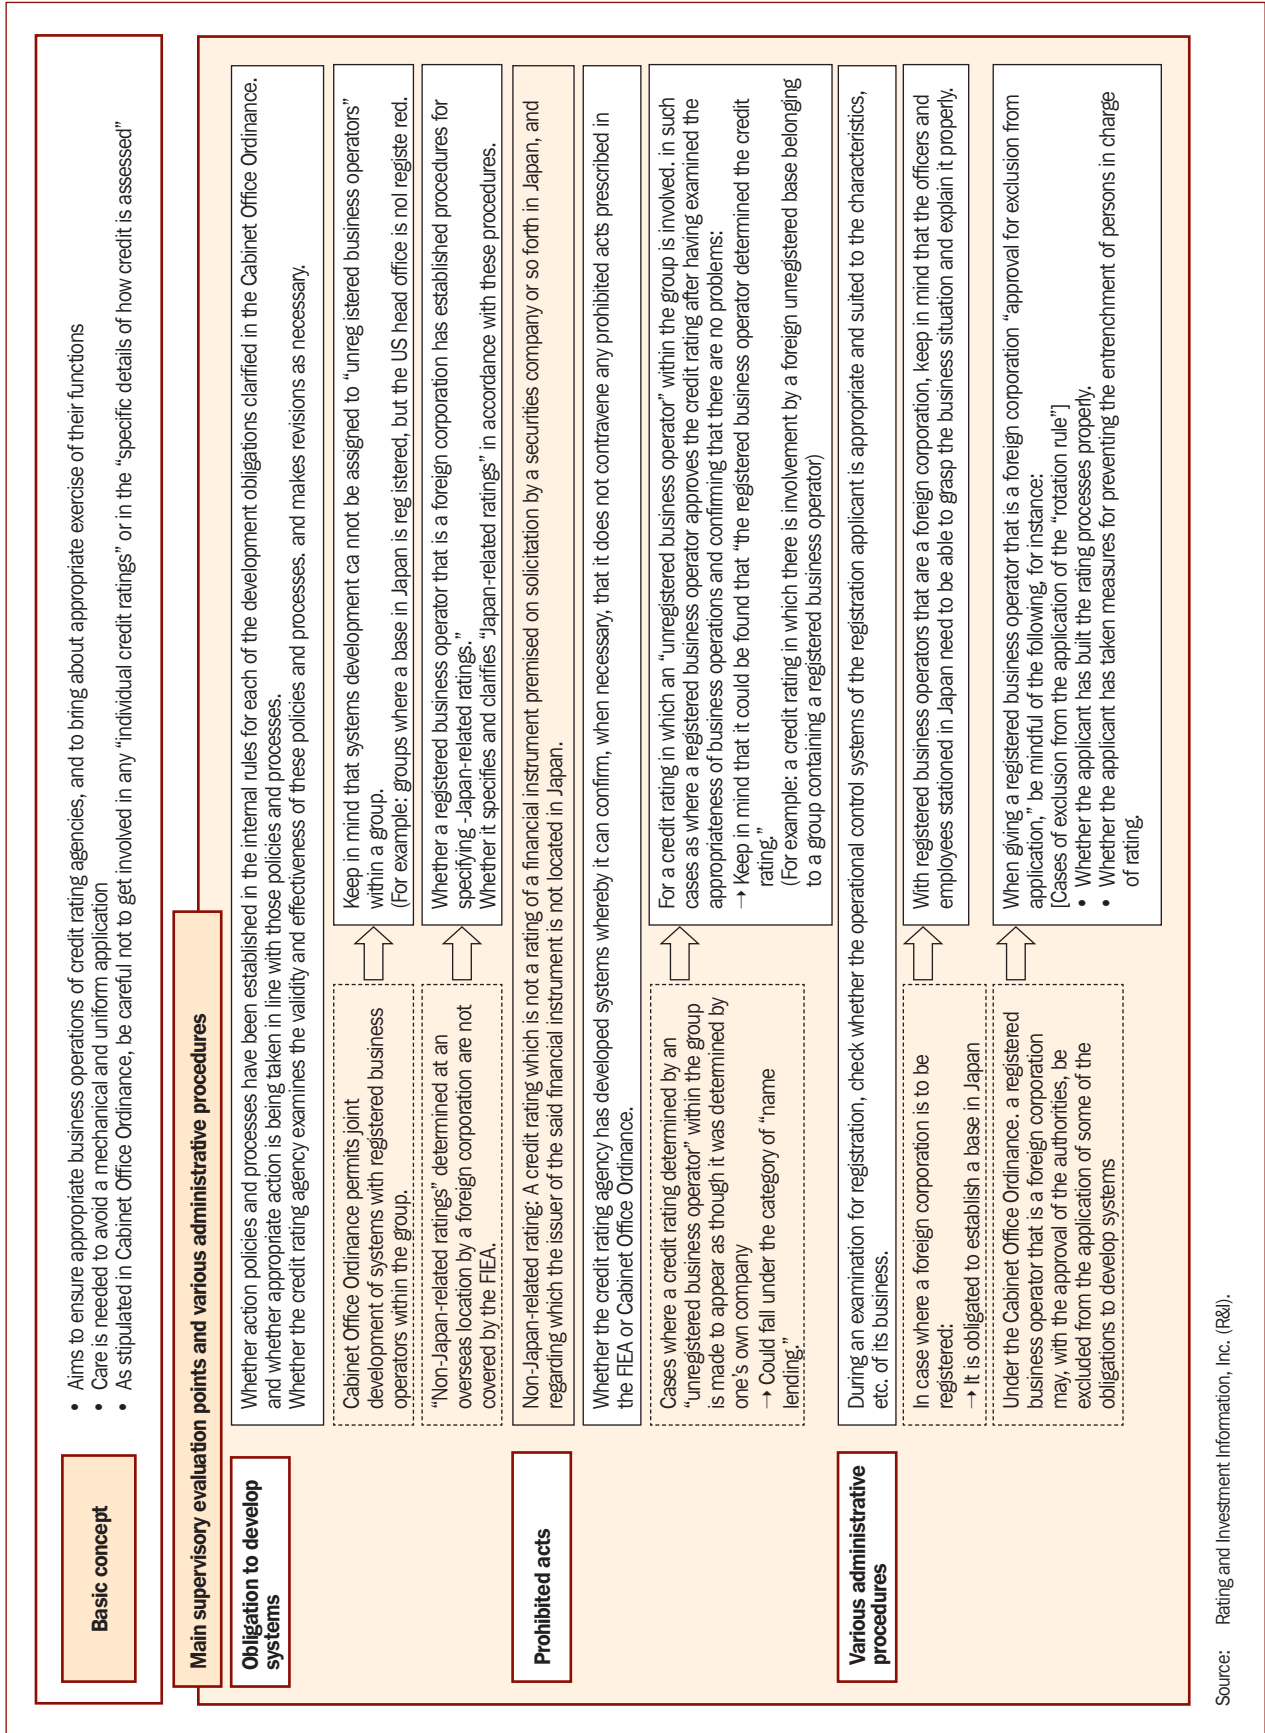 Basic concept
• Aims to ensure appropriate business operations of credit rating agencies, and to bring about appropriate exercise of their functions
• Care is needed to avoid a mechanical and uniform application
• As stipulated in Cabinet Office Ordinance, be careful not to get involved in any “individual credit ratings” or in the “specific details of how credit is assessed”
Main supervisory evaluation points and various administrative procedures
Obligation to develop
systems
Whether action policies and processes have been established in the internal rules for each of the development obligations clarified in the Cabinet Office Ordinance.
and whether appropriate action is being taken in line with those policies and processes.
Whether the credit rating agency examines the validity and effectiveness of these policies and processes. and makes revisions as necessary.
Cabinet Office Ordinance permits joint
development of systems with registered business
operators within the group.
Keep in mind that systems development ca nnot be assigned to “unreg istered business operators”
within a group.
(For example: groups where a base in Japan is reg istered, but the US head office is nol registe red.
“Non-Japan-related ratings” determined at an
overseas location by a foreign corporation are not
covered by the FIEA.
Whether a registered business operator that is a foreign corporation has established procedures for
specifying -Japan-related ratings.”
Whether it specifies and clarifies “Japan-related ratings” in accordance with these procedures.
Prohibited acts
Non-Japan-related rating: A credit rating which is not a rating of a financial instrument premised on solicitation by a securities company or so forth in Japan, and
regarding which the issuer of the said financial instrument is not located in Japan.
Whether the credit rating agency has developed systems whereby it can confirm, when necessary, that it does not contravene any prohibited acts prescribed in
the FIEA or Cabinet Office Ordinance.
Cases where a credit rating determined by an
“unregistered business operator” within the group
is made to appear as though it was determined by
one’s own company
→ Could fall under the category of “name
lending.”
For a credit rating in which an “unregistered business operator” within the group is involved. in such
cases as where a registered business operator approves the credit rating after having examined the
appropriateness of business operations and confirming that there are no problems:
→ Keep in mind that it could be found that “the registered business operator determined the credit
rating.”
(For example: a credit rating in which there is involvement by a foreign unregistered base belonging
to a group containing a registered business operator)
Various administrative
procedures
During an examination for registration, check whether the operational control systems of the registration applicant is appropriate and suited to the characteristics,
etc. of its business.
In case where a foreign corporation is to be
registered:
→ It is obligated to establish a base in Japan
With registered business operators that are a foreign corporation, keep in mind that the officers and
employees stationed in Japan need to be able to grasp the business situation and explain it properly.
Under the Cabinet Office Ordinance. a registered
business operator that is a foreign corporation
may, with the approval of the authorities, be
excluded from the application of some of the
obligations to develop systems
When giving a registered business operator that is a foreign corporation “approval for exclusion from
application,” be mindful of the following, for instance:
[Cases of exclusion from the application of the “rotation rule”]
• Whether the applicant has built the rating processes properly.
• Whether the applicant has taken measures for preventing the entrenchment of persons in charge
of rating.
Source: Rating and Investment Information, Inc. (R&I).